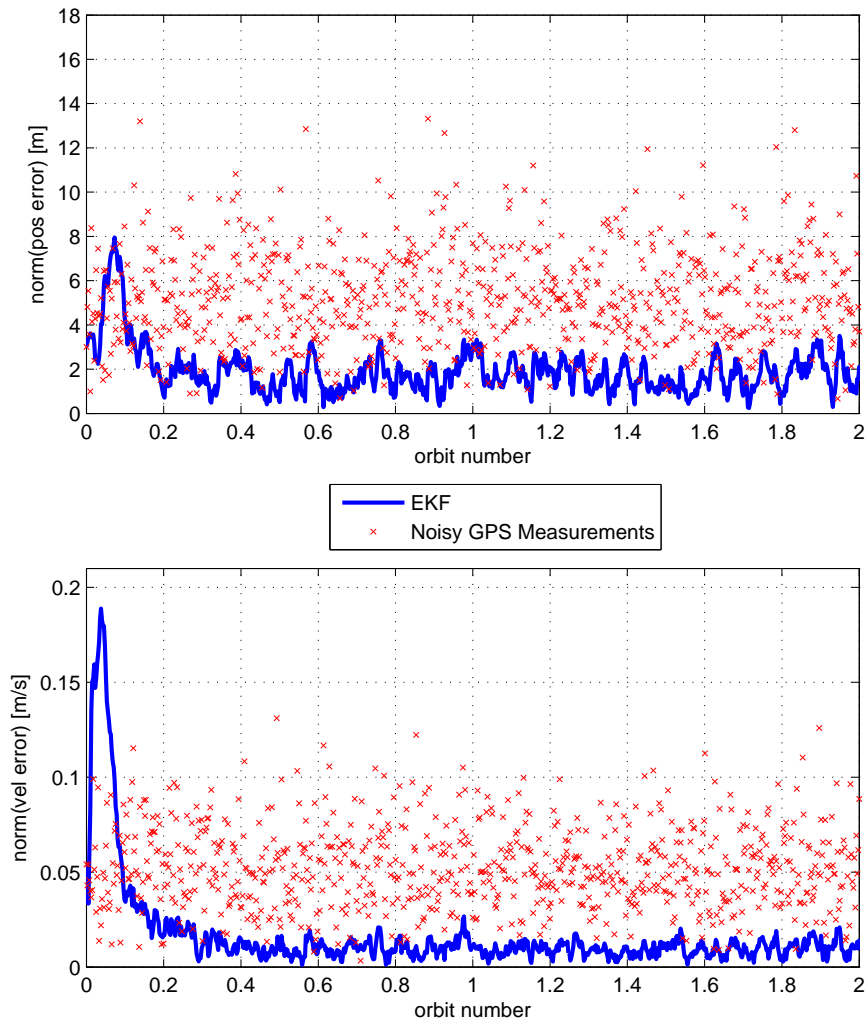 18
16
14
12
10
8
6
4
2
0
norm(pos error) [m]
0 0.2 0.4 0.6 0.8 1 1.2 1.4 1.6 1.8 2
orbit number
EKF
Noisy GPS Measurements
0.2
0.15
0.1
0.05
0
norm(vel error) [m/s]
0 0.2 0.4 0.6 0.8 1 1.2 1.4 1.6 1.8 2
orbit number